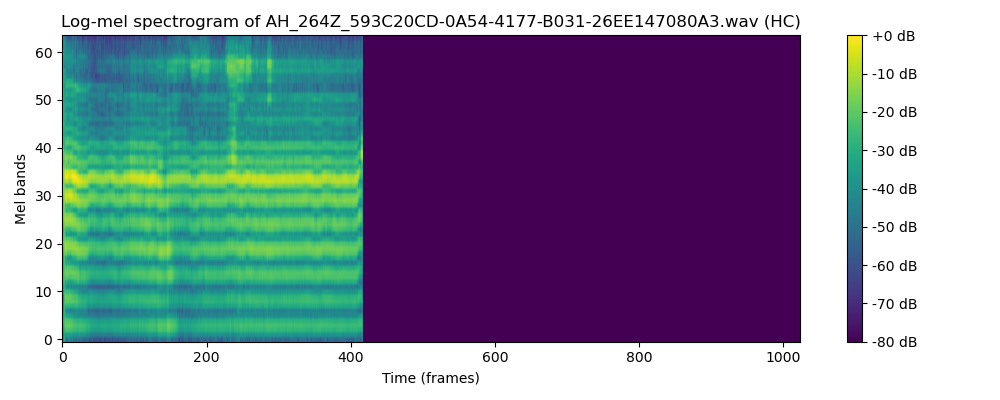 Log-mel spectrogram of AH_264Z_593C20CD-0A54-4177-B031-26EE147080A3.wav (HC)
Mel bands
60
50
40
30
20
10
0
0 200 400 600 800 1000
Time (frames)
+0 dB
-10 dB
-20 dB
-30 dB
-40 dB
-50 dB
-60 dB
-70 dB
-80 dB